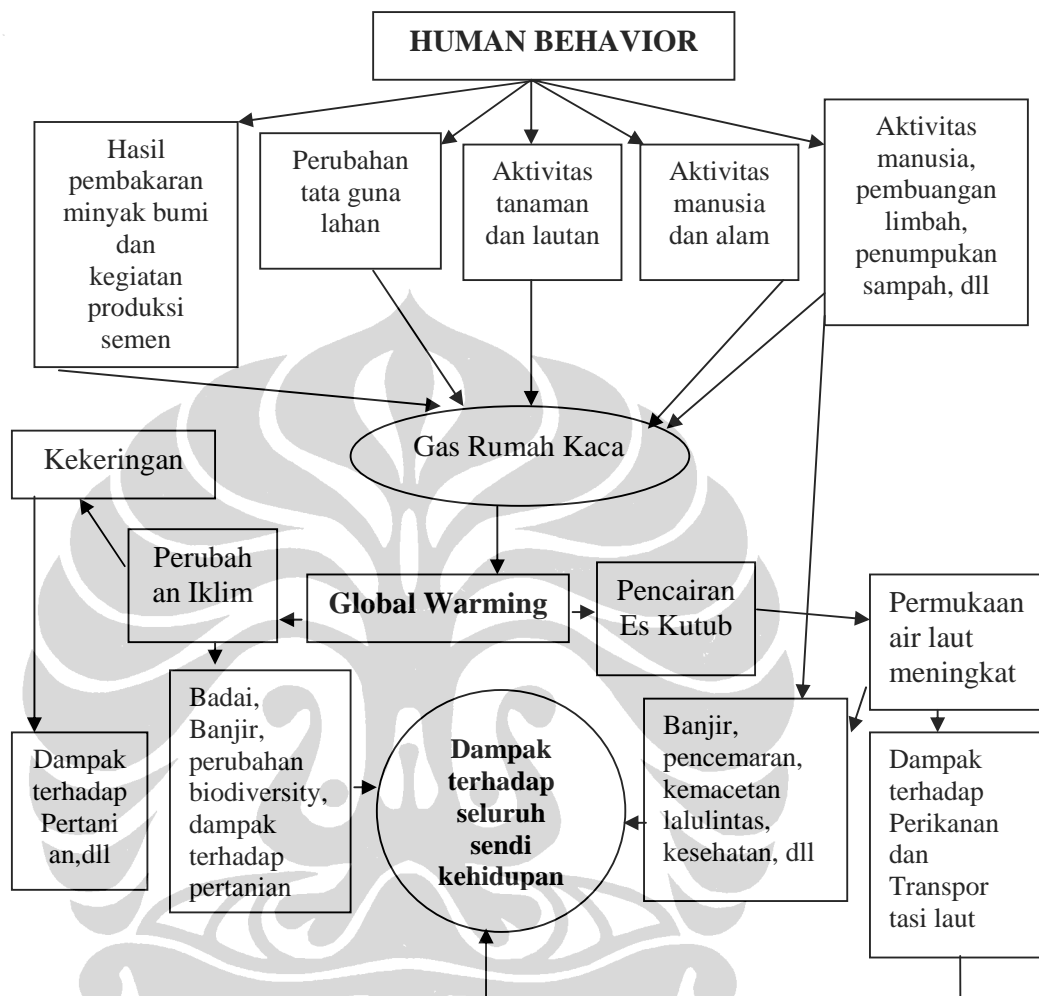 HUMAN BEHAVIOR
Hasil
pembakaran
minyak bumi
dan
kegiatan
produksi
semen
Perubahan
tata guna
lahan
Aktivitas
tanaman
dan lautan
Aktivitas
manusia
dan alam
Aktivitas
manusia,
pembuangan
limbah,
penumpukan
sampah, dll
Gas Rumah Kaca
Kekeringan
Perubah
an Iklim
Global Warming
Pencairan
Es Kutub
Permukaan
air laut
meningkat
Dampak
terhadap
Pertani
an,dll
Badai,
Banjir,
perubahan
biodiversity,
dampak
terhadap
pertanian
Dampak
terhadap
seluruh
sendi
kehidupan
Banjir,
pencemaran,
kemacetan
lalulintas,
kesehatan, dll
Dampak
terhadap
Perikanan
dan
Transpor
tasi laut